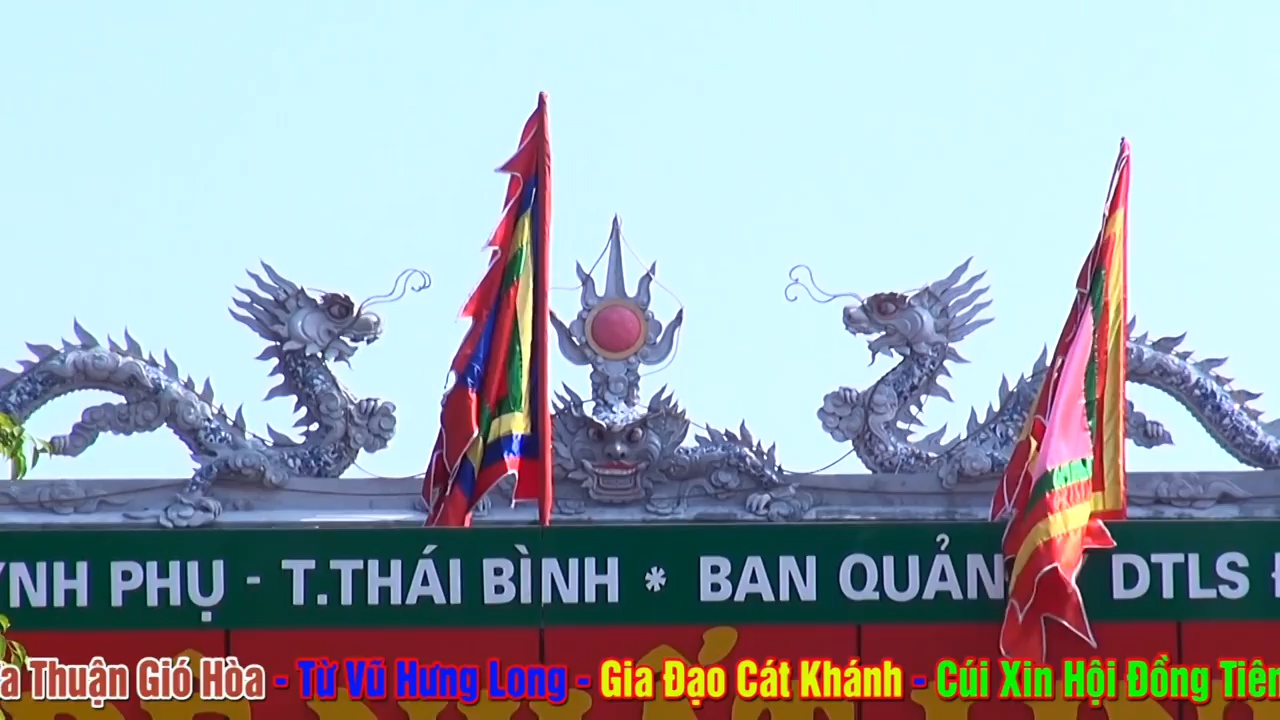 YNH PHỤ - T.THÁI BÌNH * BAN QUẢN DTLS
a Thuận Gió Hòa - Từ Vũ Hưng Long - Gia Đạo Cát Khánh - Cúi Xin Hội Đồng Tiên